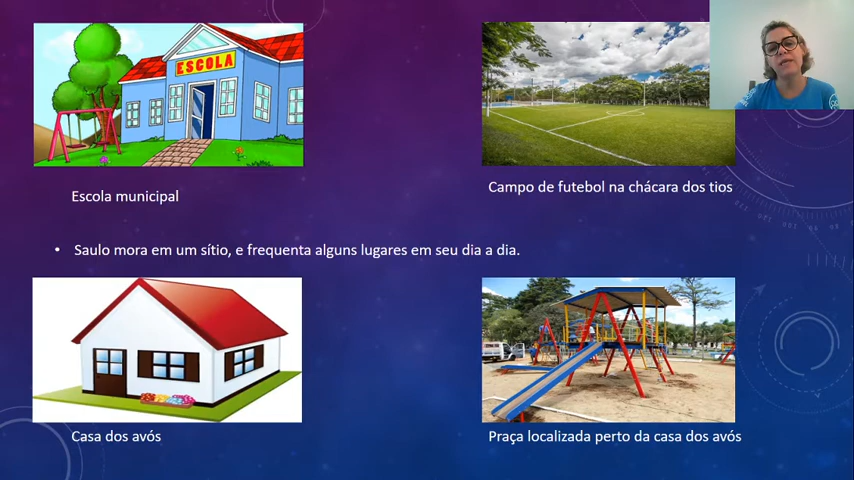 ESCOLA
Escola municipal
Campo de futebol na chácara dos tios
• Saulo mora em um sítio, e frequenta alguns lugares em seu dia a dia.
Casa dos avós
Praça localizada perto da casa dos avós